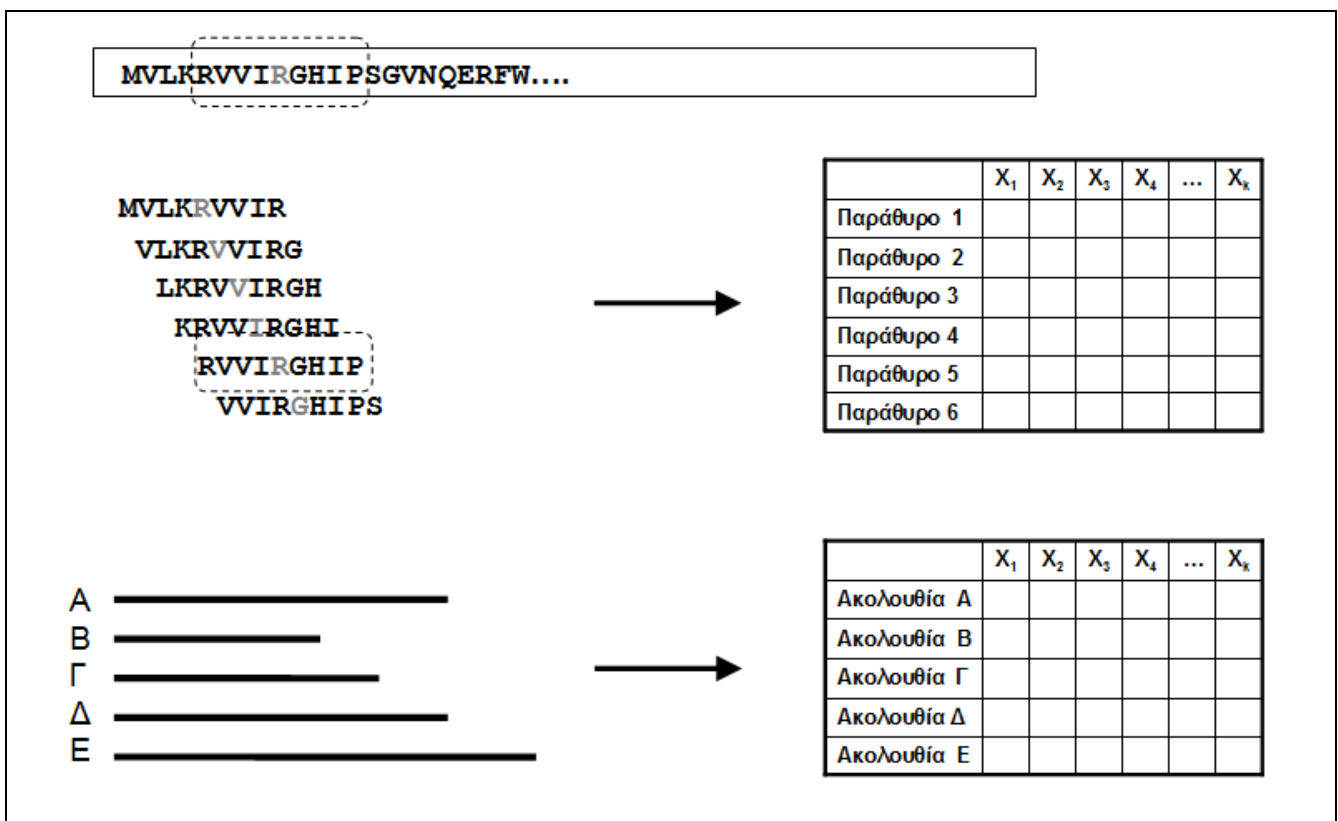 MVLKRVVIRGHIPSGVNQERFW....
MVLKRVVIR
VLKRVVIRG
LKRVVIRGH
KRVVIRGHI
RVVIRGHIP
VVIRGHIPS
X₁ X₂ X₃ X₄ ... Xₖ
Παράθυρο 1
Παράθυρο 2
Παράθυρο 3
Παράθυρο 4
Παράθυρο 5
Παράθυρο 6
Α
Β
Γ
Δ
Ε
X₁ X₂ X₃ X₄ ... Xₖ
Ακολουθία Α
Ακολουθία Β
Ακολουθία Γ
Ακολουθία Δ
Ακολουθία Ε